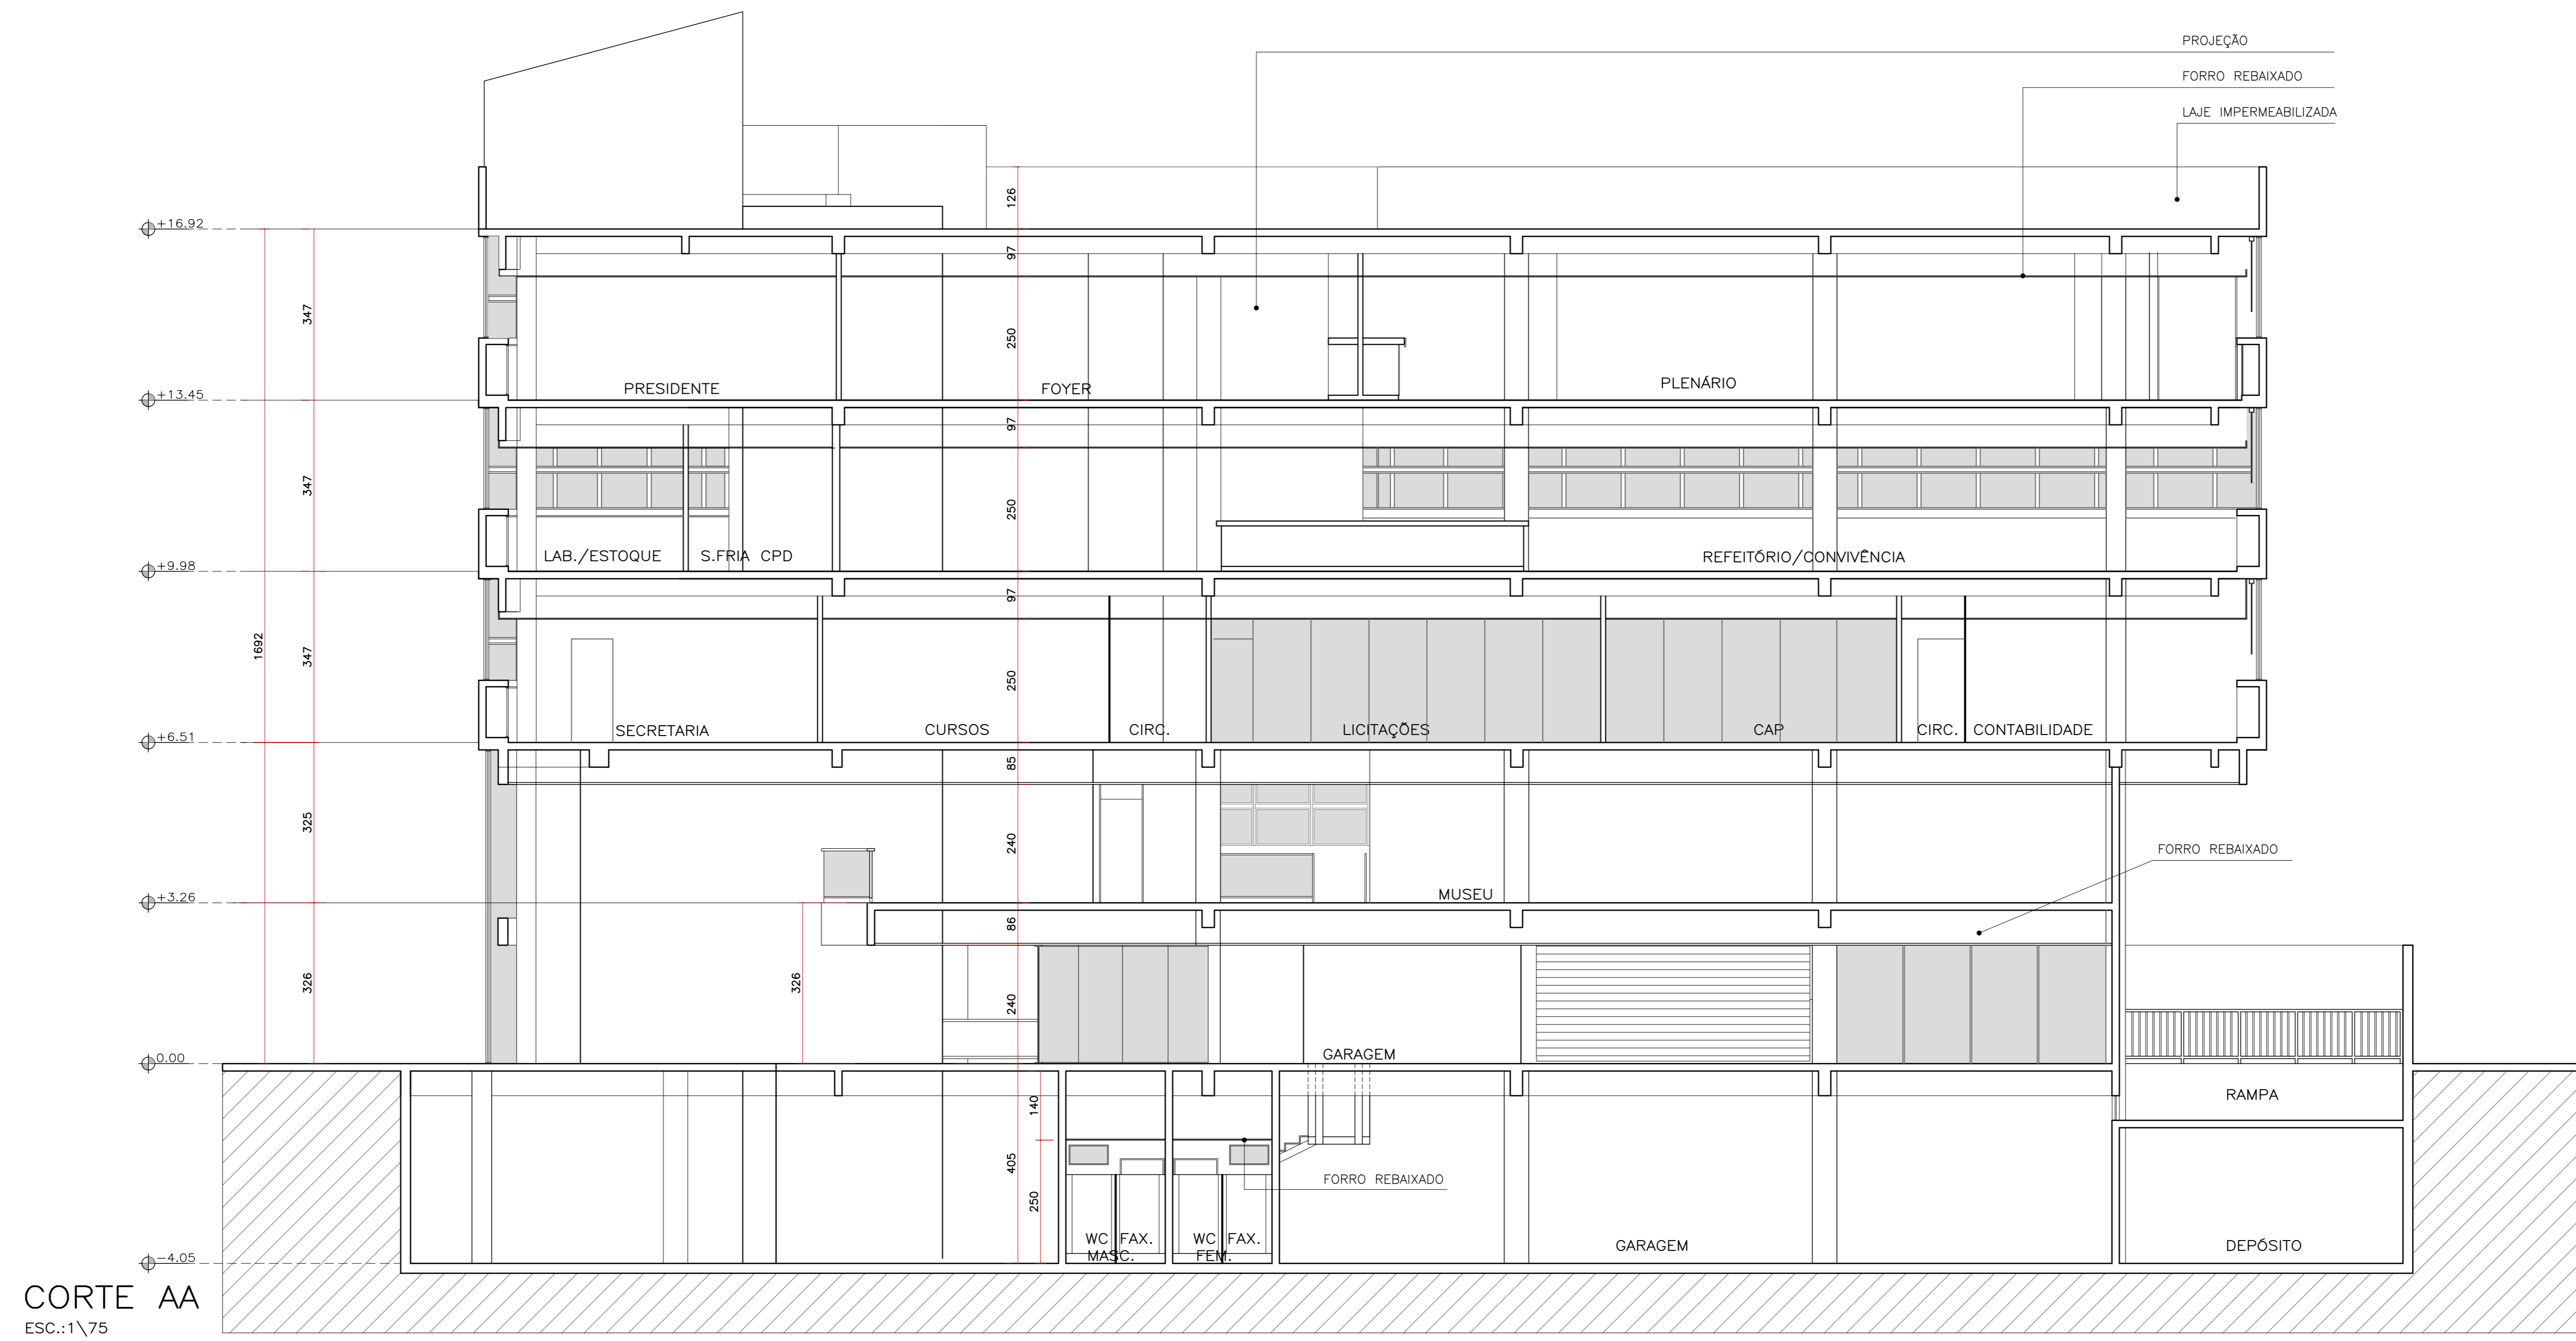 PROJEÇÃO
FORRO REBAIXADO
LAJE IMPERMEABILIZADA
126
+16.92
97
347
250
PRESIDENTE
FOYER
PLENÁRIO
+13.45
97
347
250
LAB./ESTOQUE
S.FRIA CPD
REFEITÓRIO/CONVIVÊNCIA
+9.98
97
1692
347
250
SECRETARIA
CURSOS
CIRC.
LICITAÇÕES
CAP
CIRC.
CONTABILIDADE
+6.51
85
325
240
FORRO REBAIXADO
MUSEU
+3.26
86
326
326
240
GARAGEM
0.00
RAMPA
140
405
250
FORRO REBAIXADO
WC FAX.
MASC.
WC FAX.
FEM.
GARAGEM
DEPÓSITO
-4.05
CORTE AA
ESC.:1\75